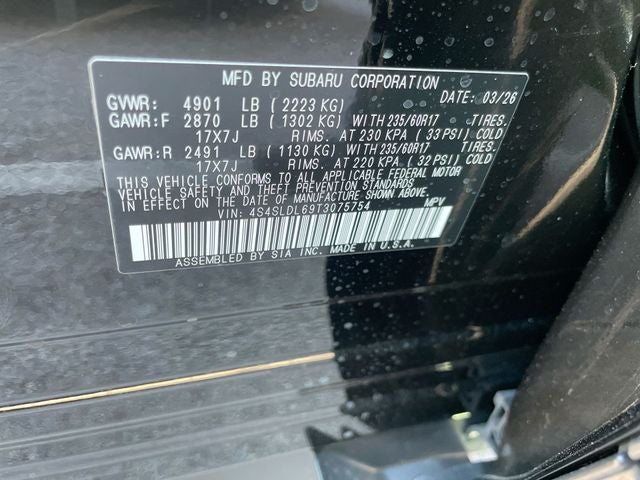 MFD BY SUBARU CORPORATION
GVWR: 4901 LB ( 2223 KG) DATE: 03/26
GAWR:F 2870 LB ( 1302 KG) WITH 235/60R17 TIRES.
17X7J RIMS. AT 230 KPA ( 33 PSI) COLD
GAWR:R 2491 LB ( 1130 KG) WITH 235/60R17 TIRES.
17X7J RIMS. AT 220 KPA ( 32 PSI) COLD
THIS VEHICLE CONFORMS TO ALL APPLICABLE FEDERAL MOTOR
VEHICLE SAFETY AND THEFT PREVENTION STANDARDS
IN EFFECT ON THE DATE OF MANUFACTURE SHOWN ABOVE.
VIN: 4S4SLDL69T3075754 MPV
ASSEMBLED BY SIA INC. MADE IN U.S.A.